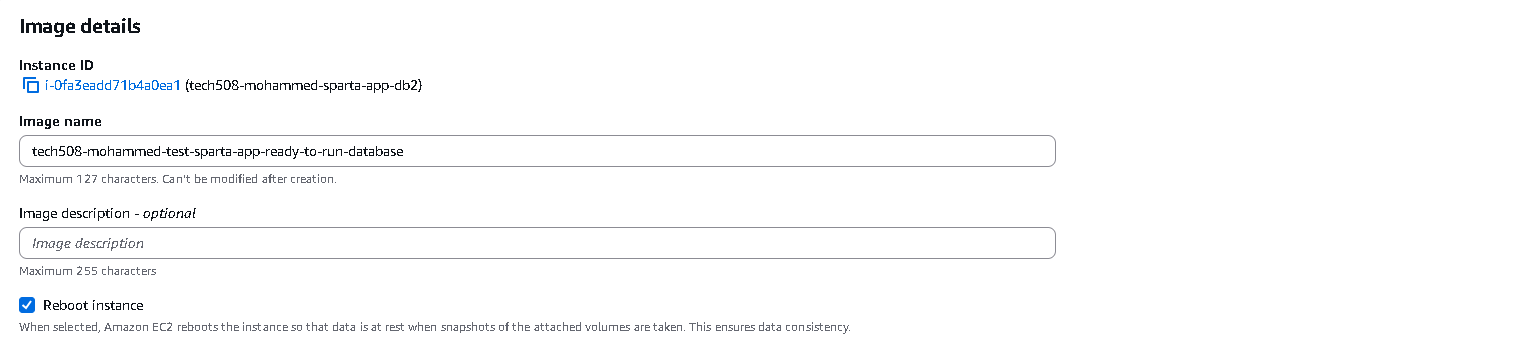 Image details
Instance ID
i-0fa3eadd71b4a0ea1 (tech508-mohammed-sparta-app-db2)
Image name
tech508-mohammed-test-sparta-app-ready-to-run-database
Maximum 127 characters. Can't be modified after creation.
Image description - optional
Image description
Maximum 255 characters
Reboot instance
When selected, Amazon EC2 reboots the instance so that data is at rest when snapshots of the attached volumes are taken. This ensures data consistency.